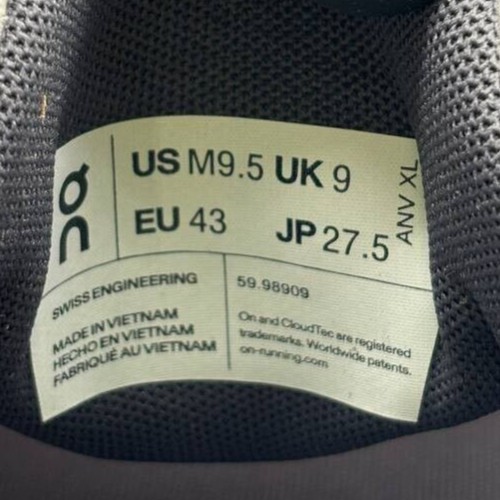 On
US M9.5 UK 9
EU 43 JP 27.5
ANV XL
SWISS ENGINEERING
MADE IN VIETNAM
HECHO EN VIETNAM
FABRIQUÉ AU VIETNAM
59.98909
On and CloudTec are registered
trademarks. Worldwide patents.
on-running.com